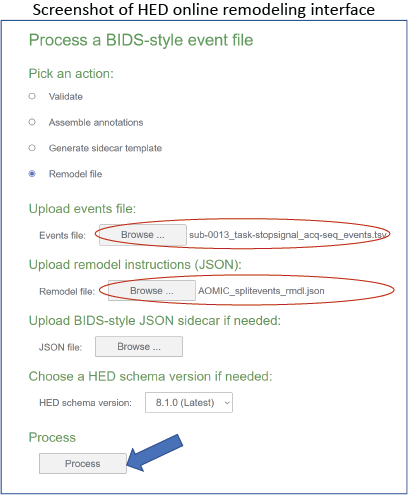 Screenshot of HED online remodeling interface
Process a BIDS-style event file
Pick an action:
Validate
Assemble annotations
Generate sidecar template
Remodel file
Upload events file:
Events file: Browse ... sub-0013_task-stopsignal_acq-seq_events.tsv
Upload remodel instructions (JSON):
Remodel file: Browse ... AOMIC_splitevents_rmdl.json
Upload BIDS-style JSON sidecar if needed:
JSON file: Browse ...
Choose a HED schema version if needed:
HED schema version: 8.1.0 (Latest)
Process
Process